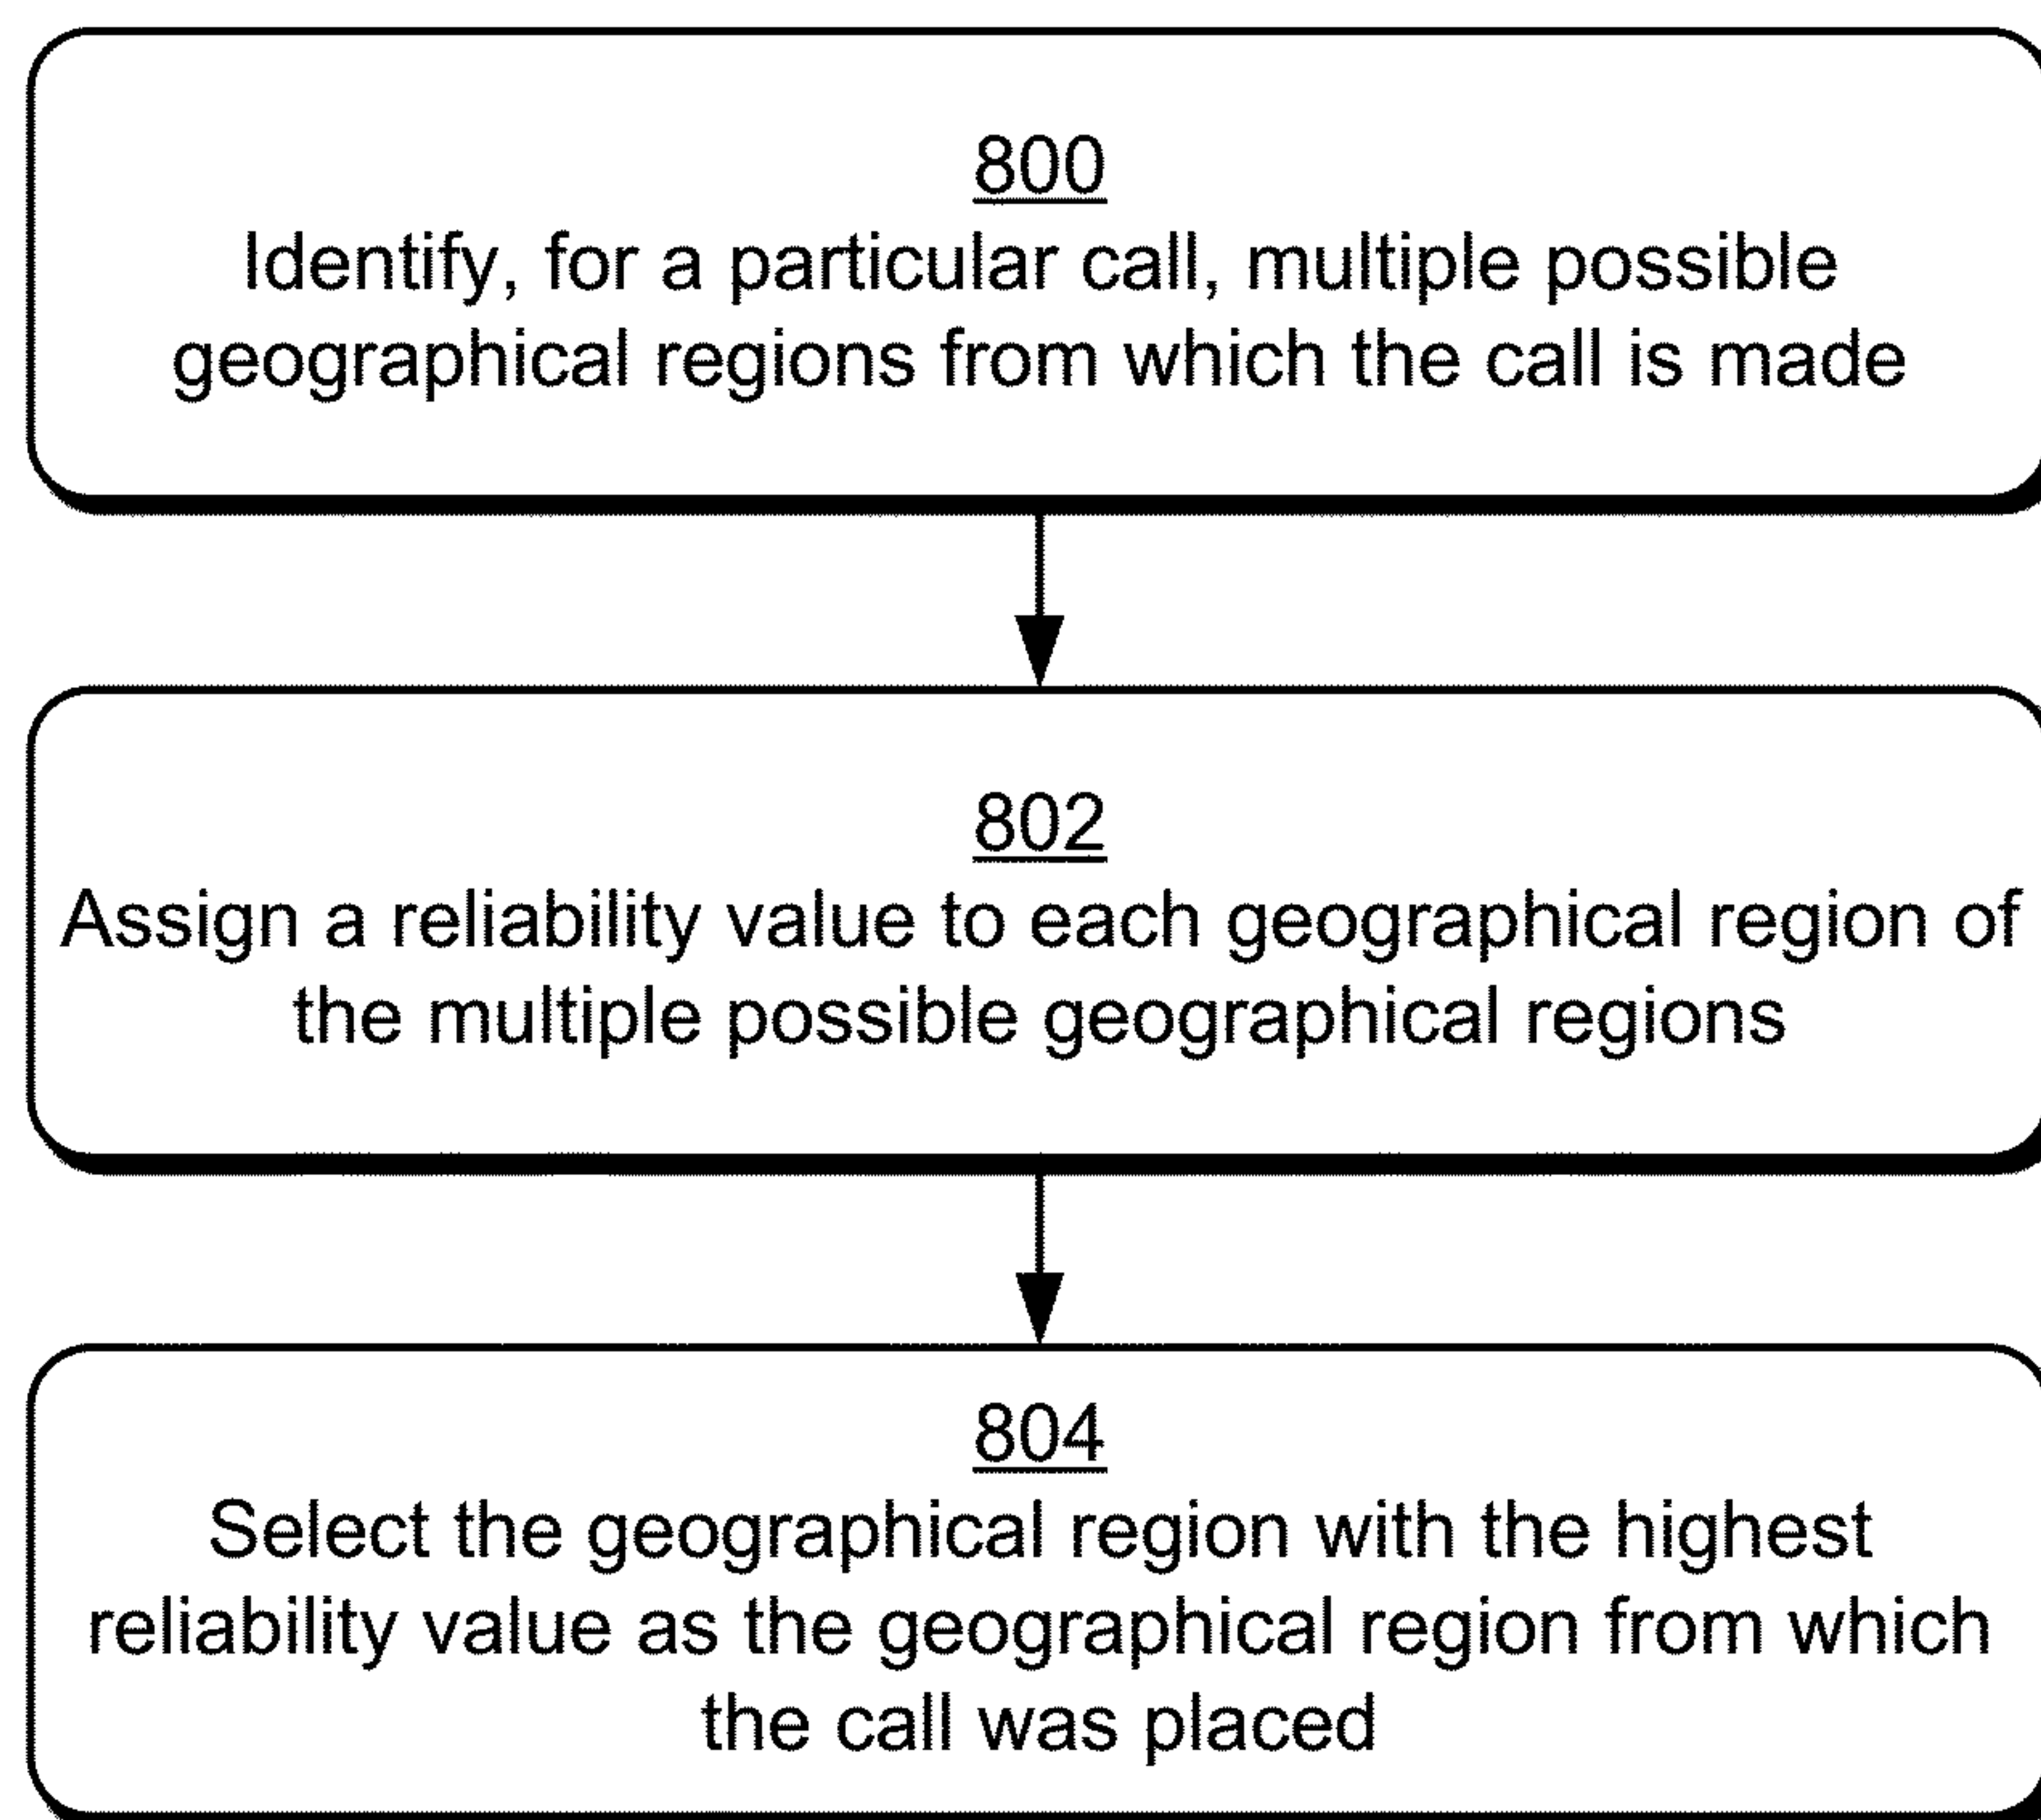 800
Identify, for a particular call, multiple possible
geographical regions from which the call is made
802
Assign a reliability value to each geographical region of
the multiple possible geographical regions
804
Select the geographical region with the highest
reliability value as the geographical region from which
the call was placed